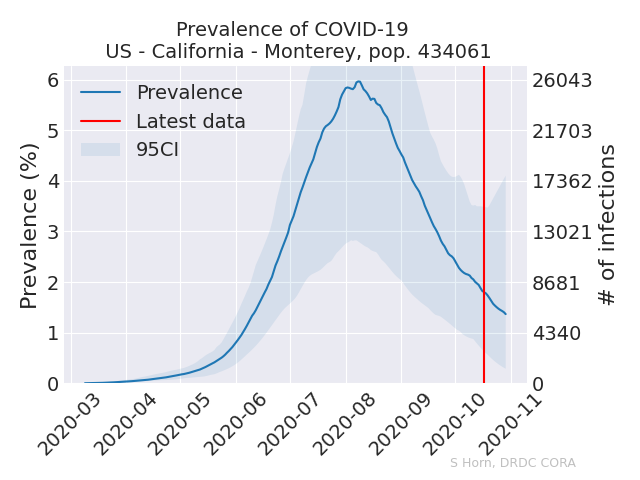 Prevalence of COVID-19
US - California - Monterey, pop. 434061
Prevalence
Latest data
95CI
Prevalence (%)
6
5
4
3
2
1
0
26043
21703
17362
13021
8681
4340
0
# of infections
2020-03
2020-04
2020-05
2020-06
2020-07
2020-08
2020-09
2020-10
2020-11
S Horn, DRDC CORA